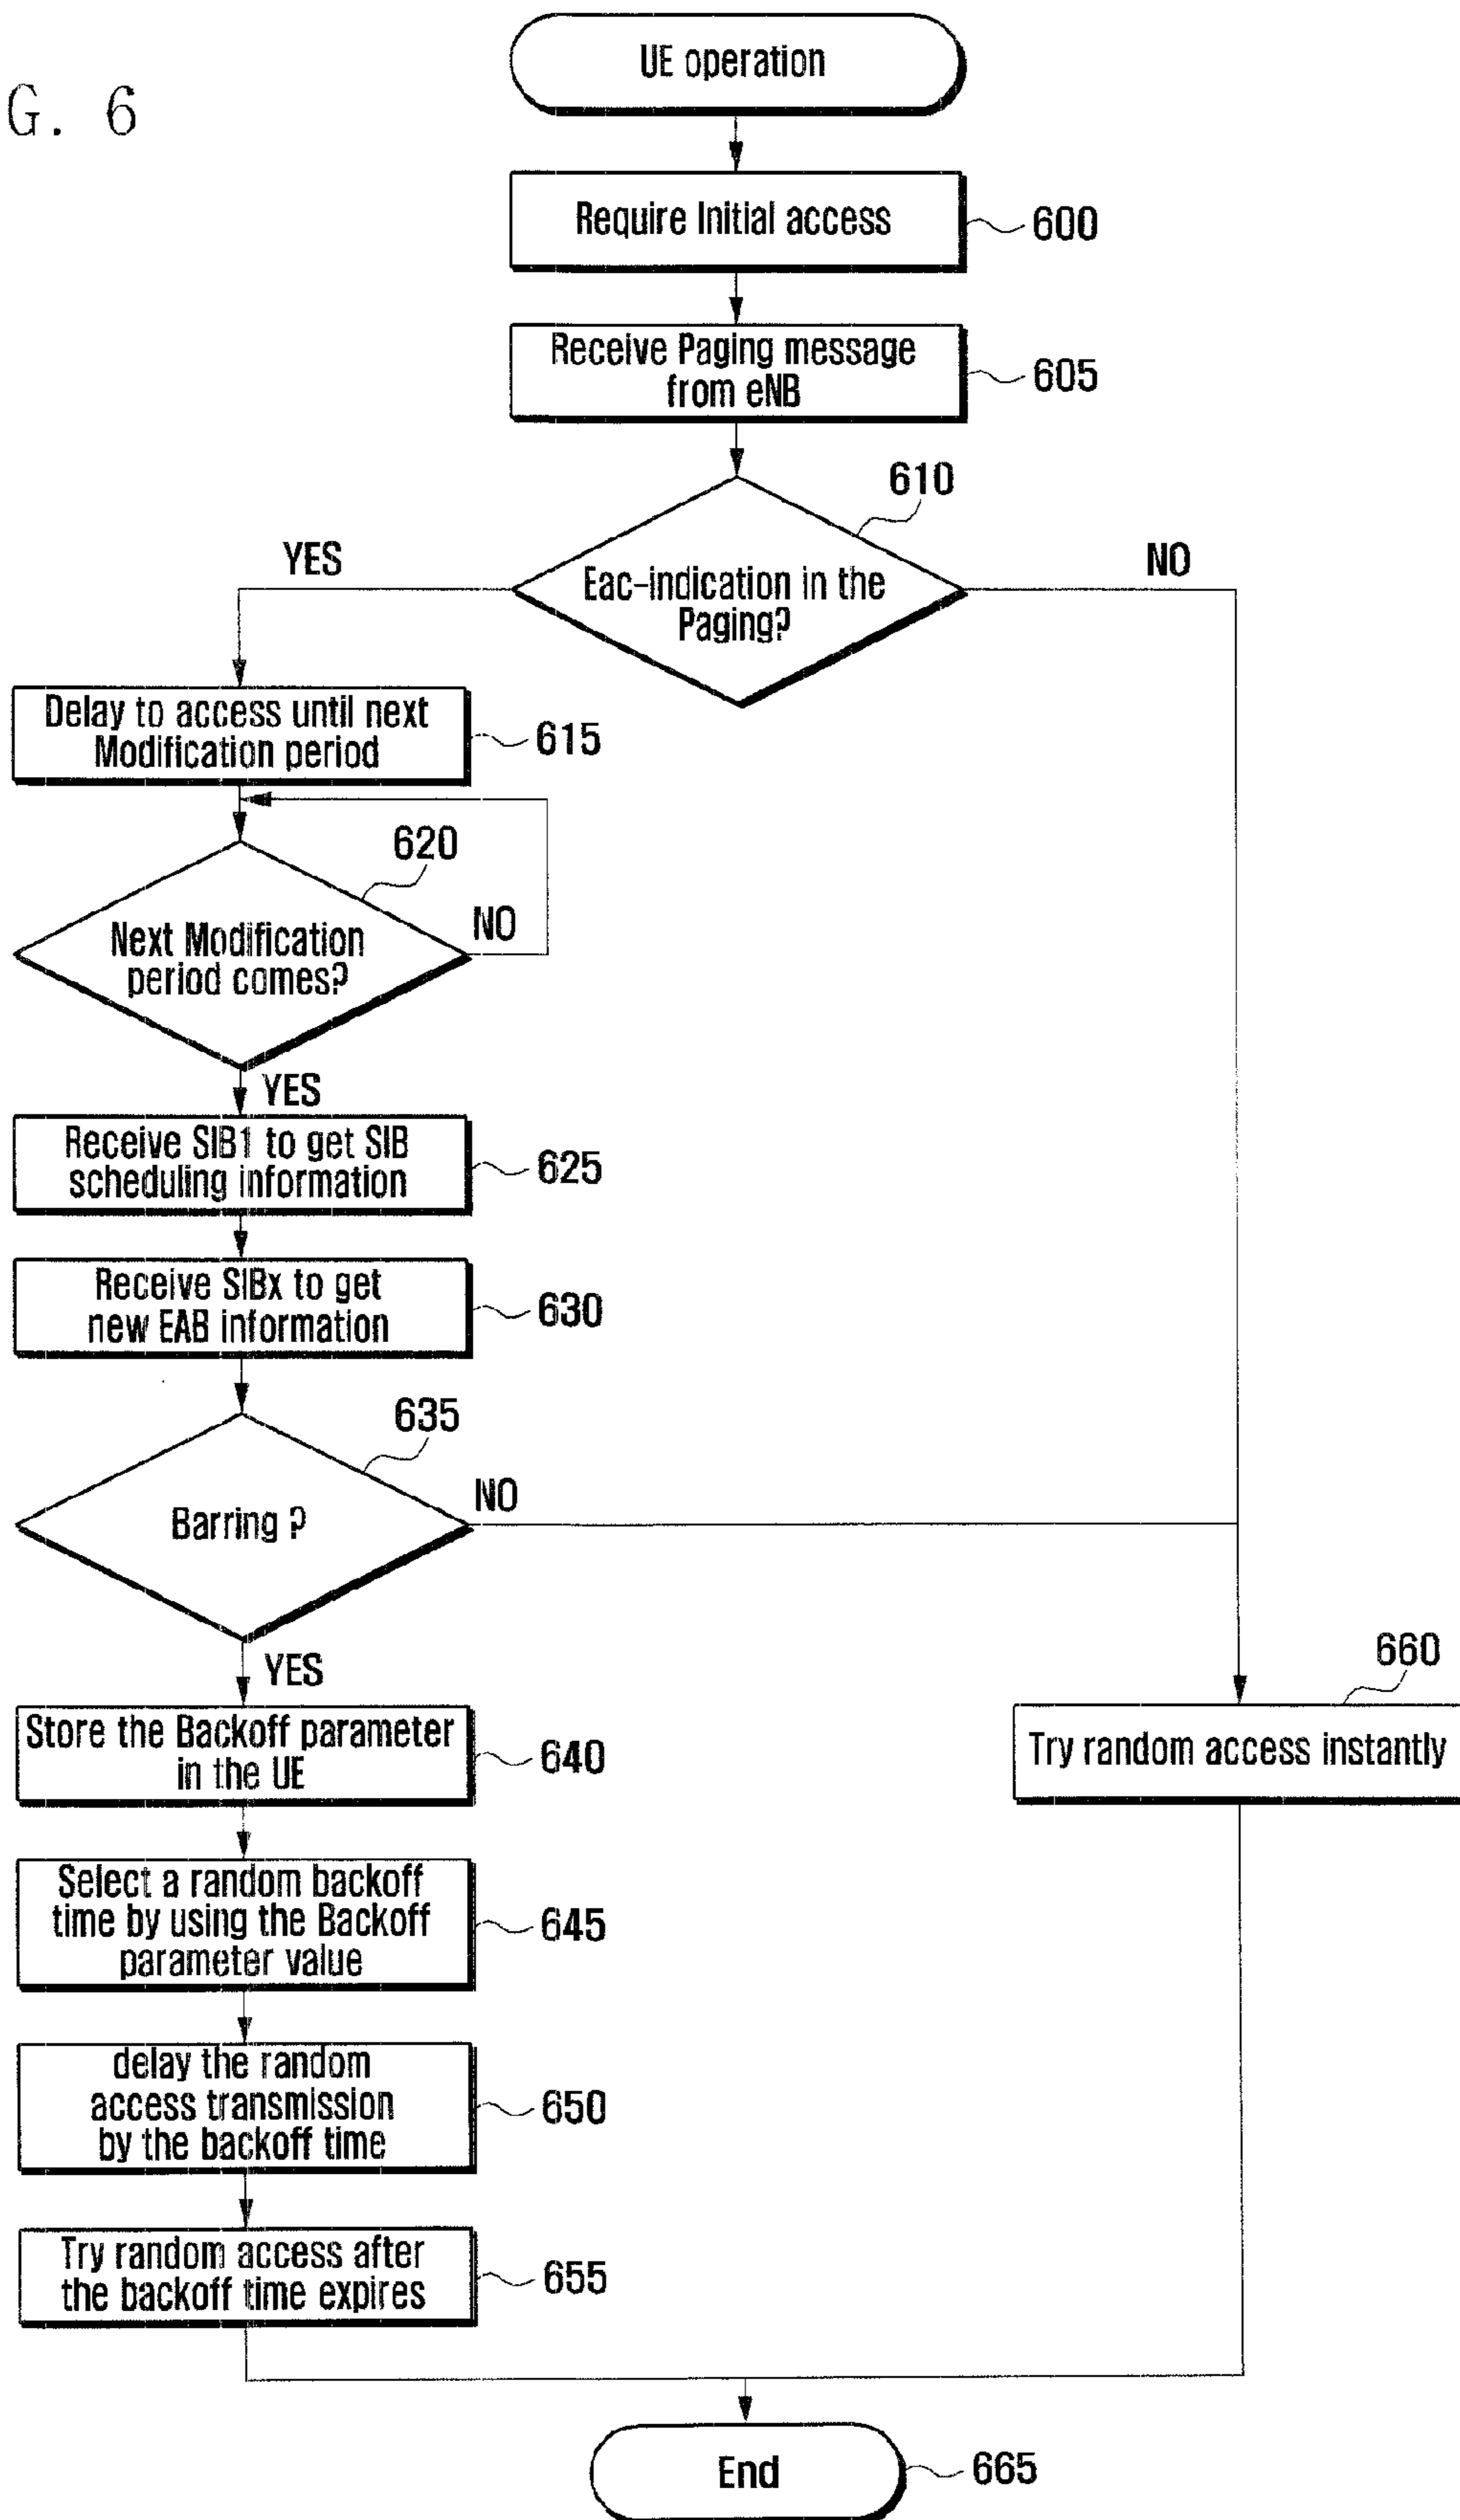 G. 6
UE operation
Require Initial access
600
Receive Paging message
from eNB
605
610
YES
NO
Eac-indication in the
Paging?
Delay to access until next
Modification period
615
620
NO
Next Modification
period comes?
YES
Receive SIB1 to get SIB
scheduling information
625
Receive SIBx to get
new EAB information
630
635
NO
Barring ?
YES
660
Store the Backoff parameter
in the UE
640
Try random access instantly
Select a random backoff
time by using the Backoff
parameter value
645
delay the random
access transmission
by the backoff time
650
Try random access after
the backoff time expires
655
End
665